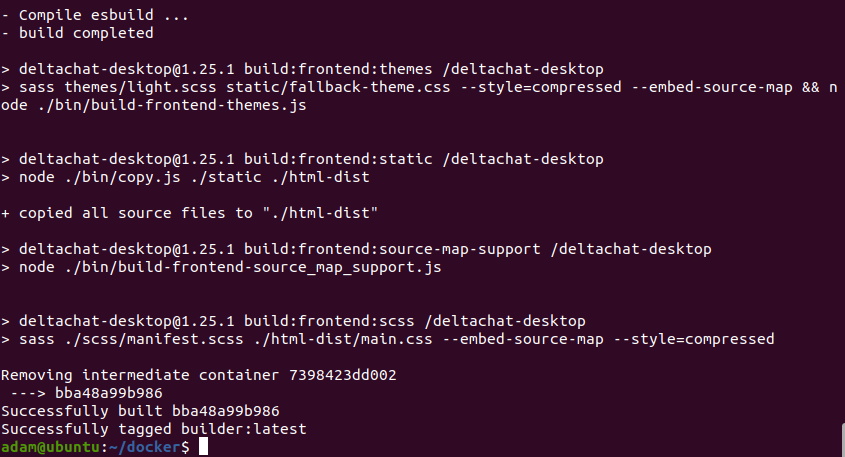 - Compile esbuild ...
- build completed
> deltachat-desktop@1.25.1 build:frontend:themes /deltachat-desktop
> sass themes/light.scss static/fallback-theme.css --style=compressed --embed-source-map && n
ode ./bin/build-frontend-themes.js
> deltachat-desktop@1.25.1 build:frontend:static /deltachat-desktop
> node ./bin/copy.js ./static ./html-dist
+ copied all source files to "./html-dist"
> deltachat-desktop@1.25.1 build:frontend:source-map-support /deltachat-desktop
> node ./bin/build-frontend-source_map_support.js
> deltachat-desktop@1.25.1 build:frontend:scss /deltachat-desktop
> sass ./scss/manifest.scss ./html-dist/main.css --embed-source-map --style=compressed
Removing intermediate container 7398423dd002
 ---> bba48a99b986
Successfully built bba48a99b986
Successfully tagged builder:latest
adam@ubuntu:~/docker$